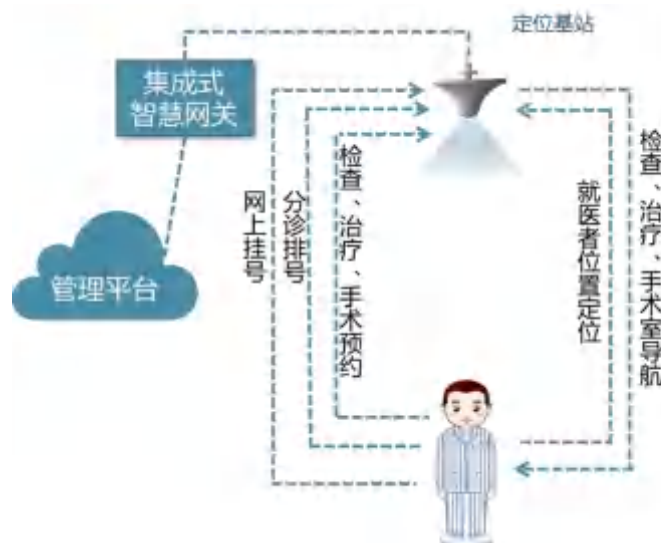 定位基站
集成式
智慧网关
管理平台
网上挂号
分诊排号
检查、治疗、手术预约
就医者位置定位
检查、治疗、手术室导航